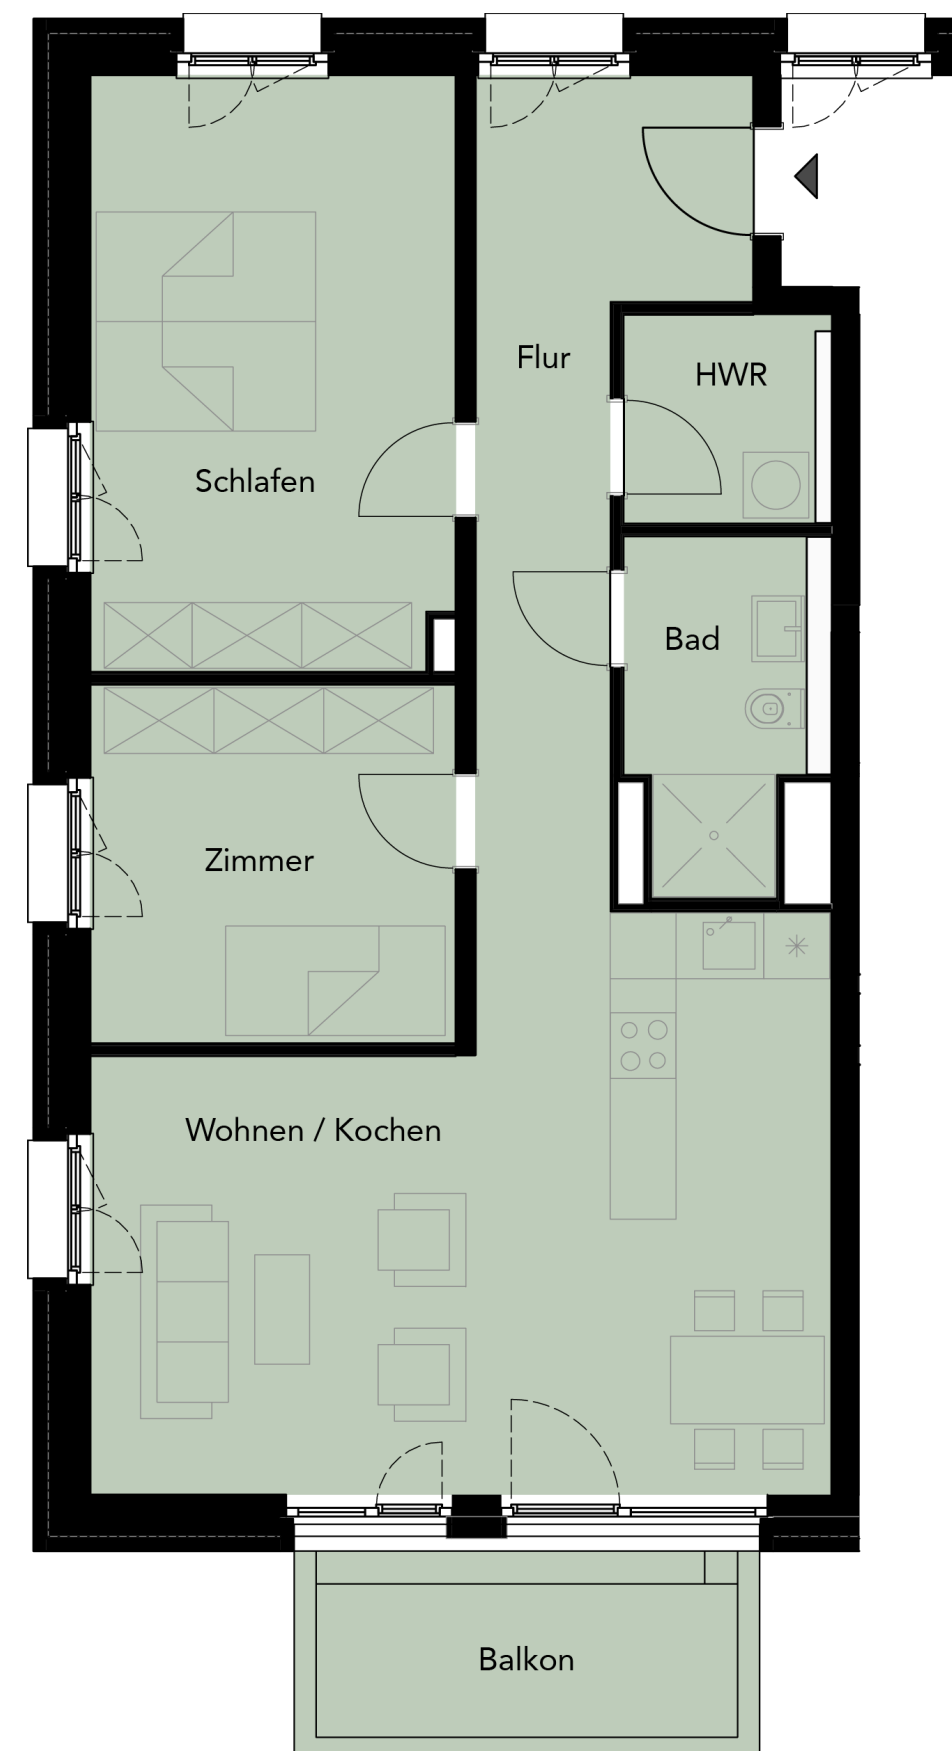 Flur
HWR
Schlafen
Bad
Zimmer
Wohnen / Kochen
Balkon